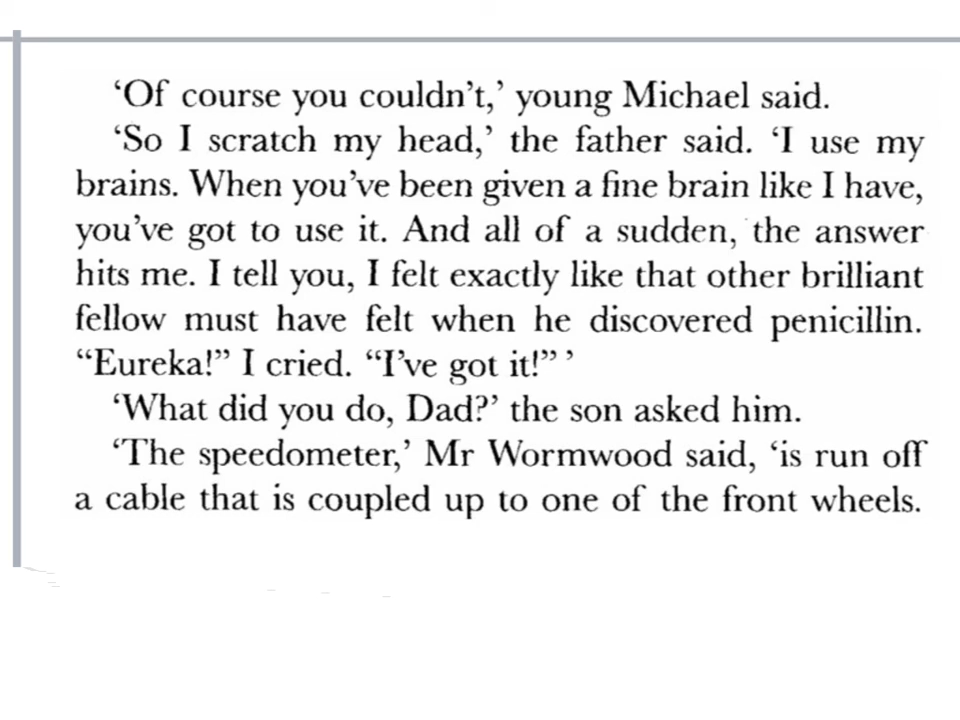 ‘Of course you couldn’t,’ young Michael said.
‘So I scratch my head,’ the father said. ‘I use my
brains. When you’ve been given a fine brain like I have,
you’ve got to use it. And all of a sudden, the answer
hits me. I tell you, I felt exactly like that other brilliant
fellow must have felt when he discovered penicillin.
“Eureka!” I cried. “I’ve got it!” ’
‘What did you do, Dad?’ the son asked him.
‘The speedometer,’ Mr Wormwood said, ‘is run off
a cable that is coupled up to one of the front wheels.